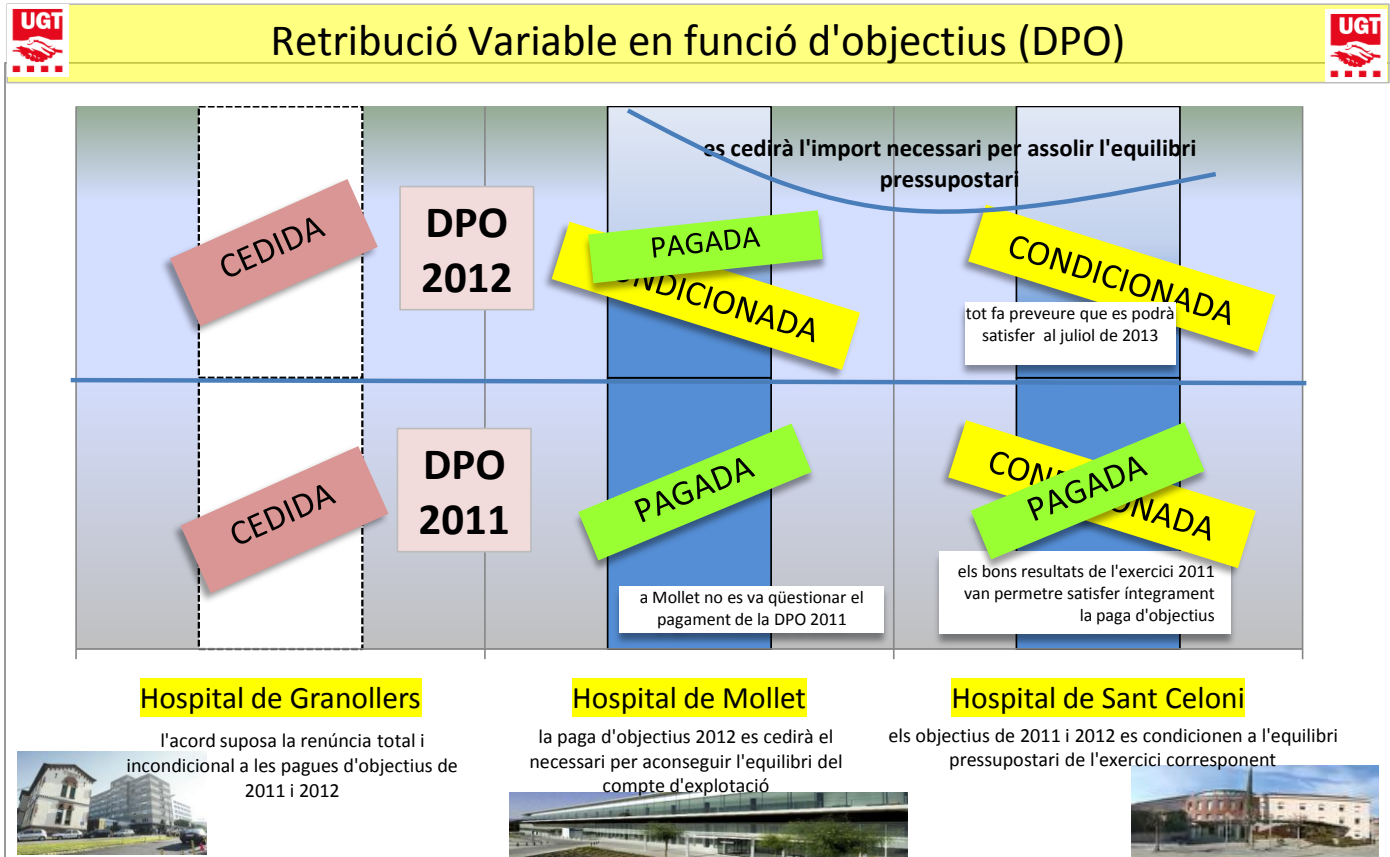 UGT
Retribució Variable en funció d'objectius (DPO)
UGT
es cedirà l'import necessari per assolir l'equilibri
pressupostari
CEDIDA
DPO
2012
PAGADA
CONDICIONADA
CONDICIONADA
tot fa preveure que es podrà
satisfer al juliol de 2013
CEDIDA
DPO
2011
PAGADA
CONDICIONADA
PAGADA
a Mollet no es va qüestionar el
pagament de la DPO 2011
els bons resultats de l'exercici 2011
van permetre satisfer íntegrament
la paga d'objectius
Hospital de Granollers
l'acord suposa la renúncia total i
incondicional a les pagues d'objectius de
2011 i 2012
Hospital de Mollet
la paga d'objectius 2012 es cedirà el
necessari per aconseguir l'equilibri del
compte d'explotació
Hospital de Sant Celoni
els objectius de 2011 i 2012 es condicionen a l'equilibri
pressupostari de l'exercici corresponent